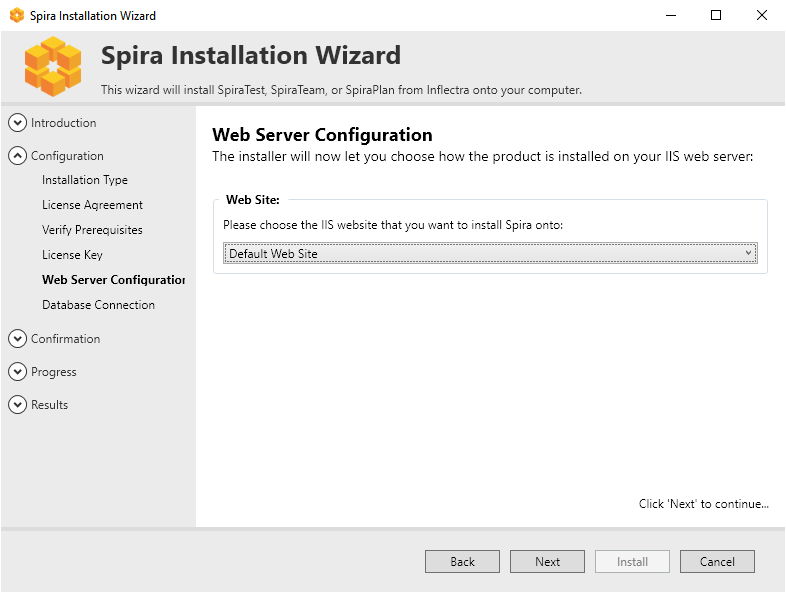 Spira Installation Wizard
Spira Installation Wizard
This wizard will install SpiraTest, SpiraTeam, or SpiraPlan from Inflectra onto your computer.
Introduction
Configuration
Installation Type
License Agreement
Verify Prerequisites
License Key
Web Server Configuration
Database Connection
Confirmation
Progress
Results
Web Server Configuration
The installer will now let you choose how the product is installed on your IIS web server:
Web Site:
Please choose the IIS website that you want to install Spira onto:
Default Web Site
Click 'Next' to continue...
Back
Next
Install
Cancel